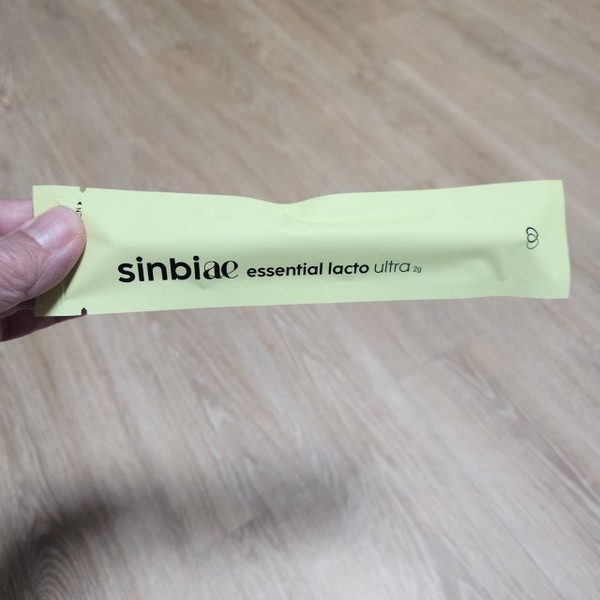 sinbiae essential lacto ultra 2g